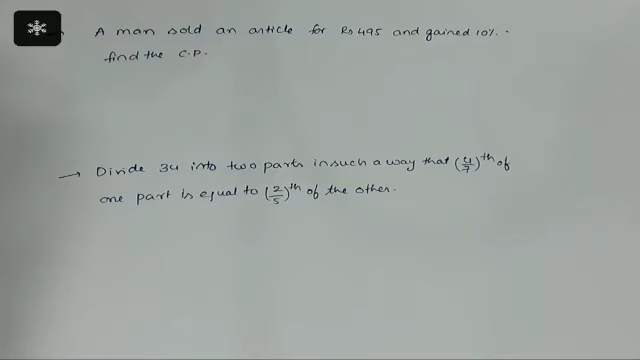 A man sold an article for Rs 495 and gained 10%.
find the C.P.
→ Divide 34 into two parts in such a way that (4/7)th of
one part is equal to (2/5)th of the other.